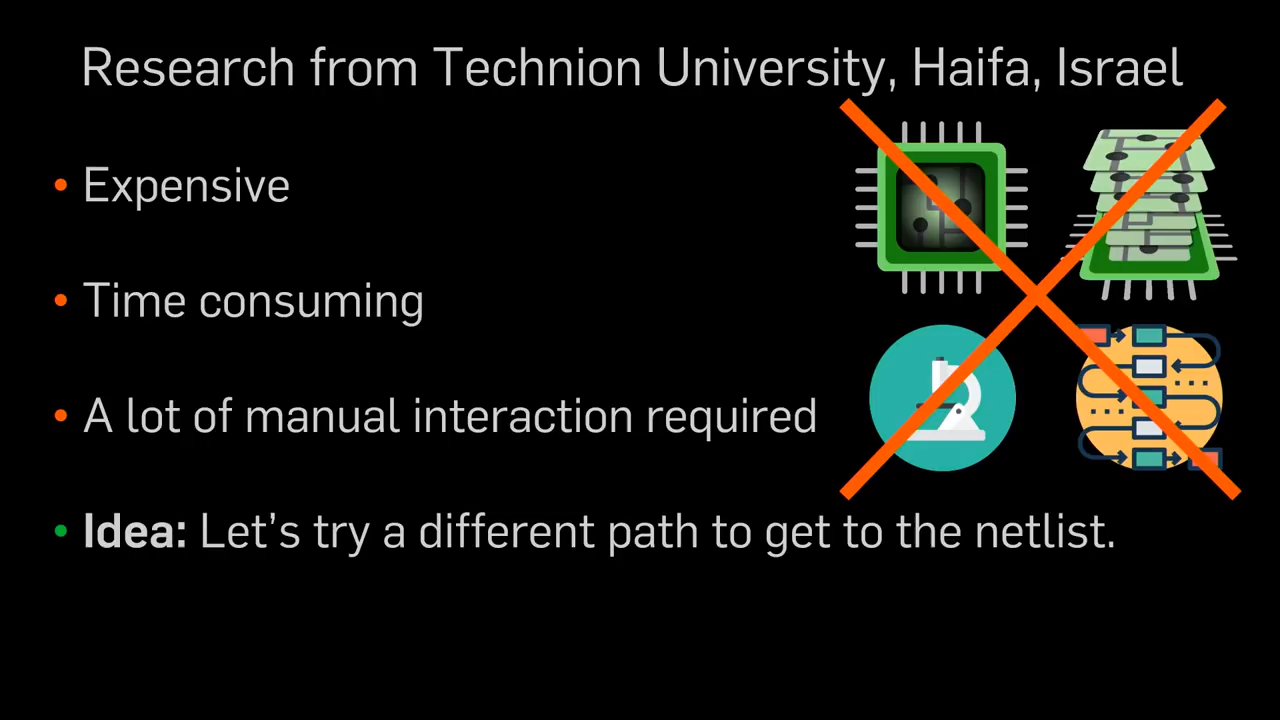 Research from Technion University, Haifa, Israel
• Expensive
• Time consuming
• A lot of manual interaction required
• Idea: Let’s try a different path to get to the netlist.